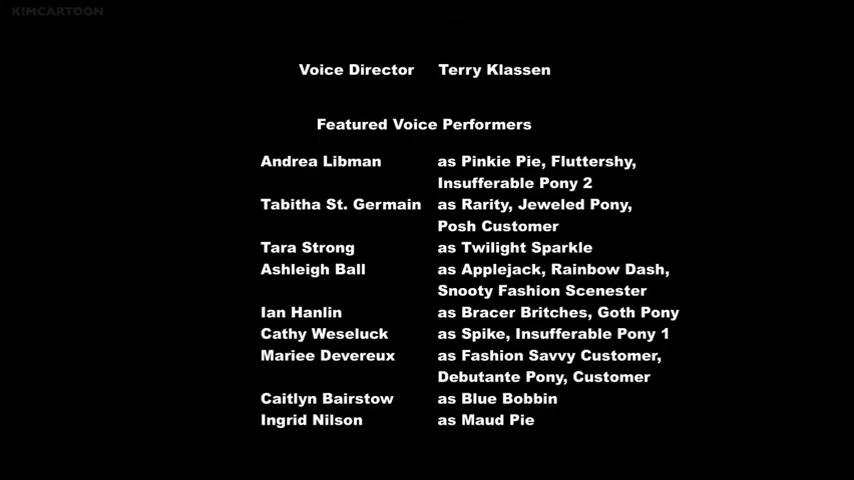 KIMCARTOON
Voice Director Terry Klassen
Featured Voice Performers
Andrea Libman as Pinkie Pie, Fluttershy,
Insufferable Pony 2
Tabitha St. Germain as Rarity, Jeweled Pony,
Posh Customer
Tara Strong as Twilight Sparkle
Ashleigh Ball as Applejack, Rainbow Dash,
Snooty Fashion Scenester
Ian Hanlin as Bracer Britches, Goth Pony
Cathy Weseluck as Spike, Insufferable Pony 1
Mariee Devereux as Fashion Savvy Customer,
Debutante Pony, Customer
Caitlyn Bairstow as Blue Bobbin
Ingrid Nilson as Maud Pie